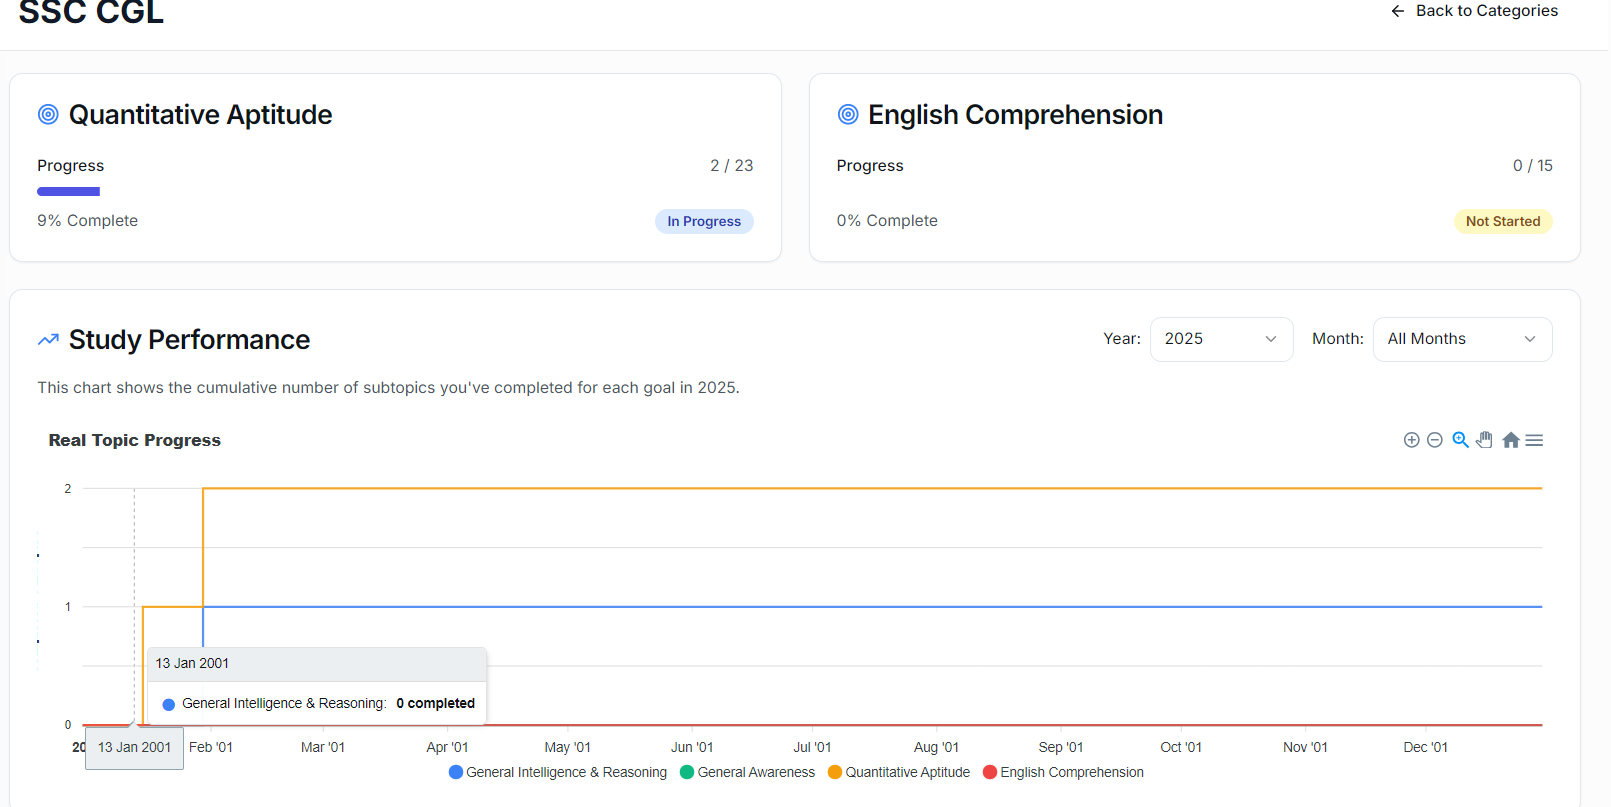 SSC CGL
Back to Categories
Quantitative Aptitude
Progress
2 / 23
9% Complete
In Progress
English Comprehension
Progress
0 / 15
0% Complete
Not Started
Study Performance
Year:
2025
Month:
All Months
This chart shows the cumulative number of subtopics you've completed for each goal in 2025.
Real Topic Progress
2
1
0
13 Jan 2001
General Intelligence & Reasoning: 0 completed
20
13 Jan 2001
Feb '01
Mar '01
Apr '01
May '01
Jun '01
Jul '01
Aug '01
Sep '01
Oct '01
Nov '01
Dec '01
General Intelligence & Reasoning
General Awareness
Quantitative Aptitude
English Comprehension